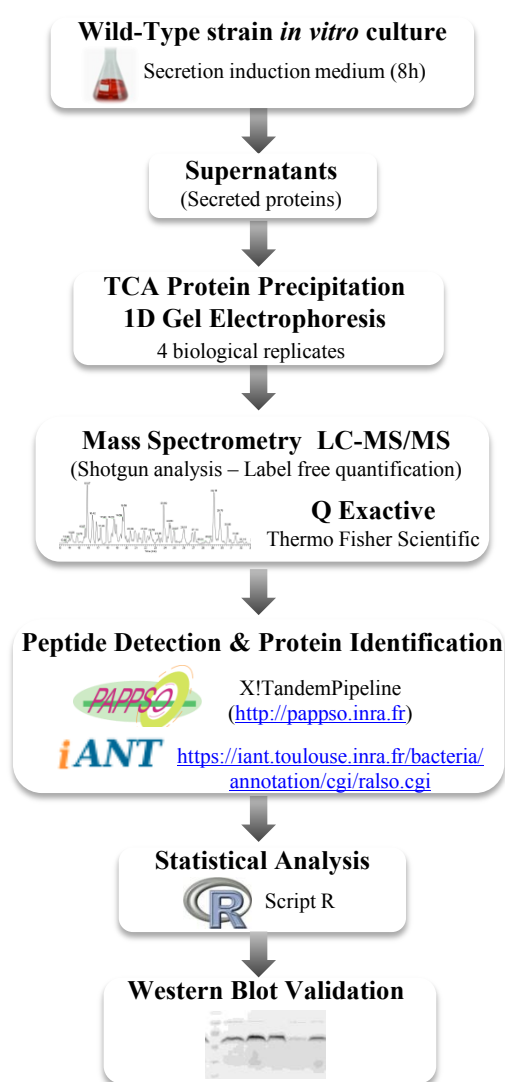 Wild-Type strain in vitro culture
Secretion induction medium (8h)
Supernatants
(Secreted proteins)
TCA Protein Precipitation
1D Gel Electrophoresis
4 biological replicates
Mass Spectrometry LC-MS/MS
(Shotgun analysis – Label free quantification)
Q Exactive
Thermo Fisher Scientific
Peptide Detection & Protein Identification
PAPPSO
X!TandemPipeline
(http://pappso.inra.fr)
iANT
https://iant.toulouse.inra.fr/bacteria/
annotation/cgi/ralso.cgi
Statistical Analysis
R
Script R
Western Blot Validation